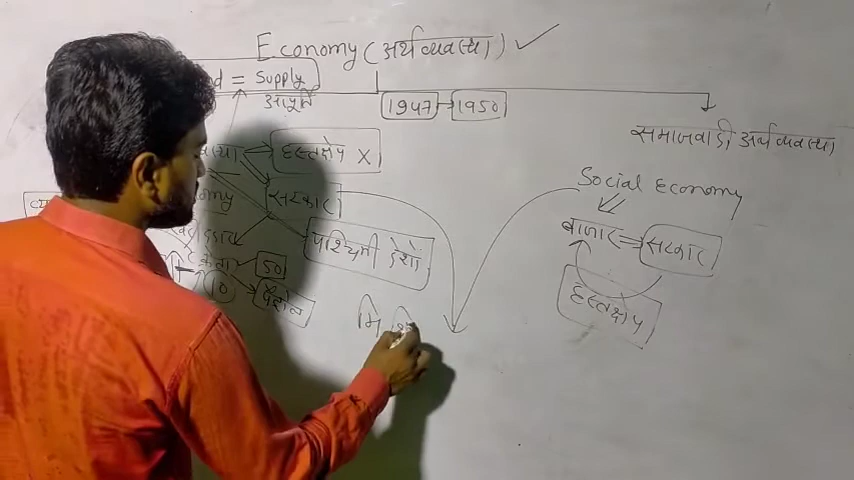 Economy (अर्थव्यवस्था) ✓
d = Supply
आपूर्ति
1947 → 1950
समाजवादी अर्थव्यवस्था
Social Economy
हस्तक्षेप X
सरकार
बाजार ⇒ सरकार
पश्चिमी देशों
हस्तक्षेप
क्रेता
50
10
पेट्रोल